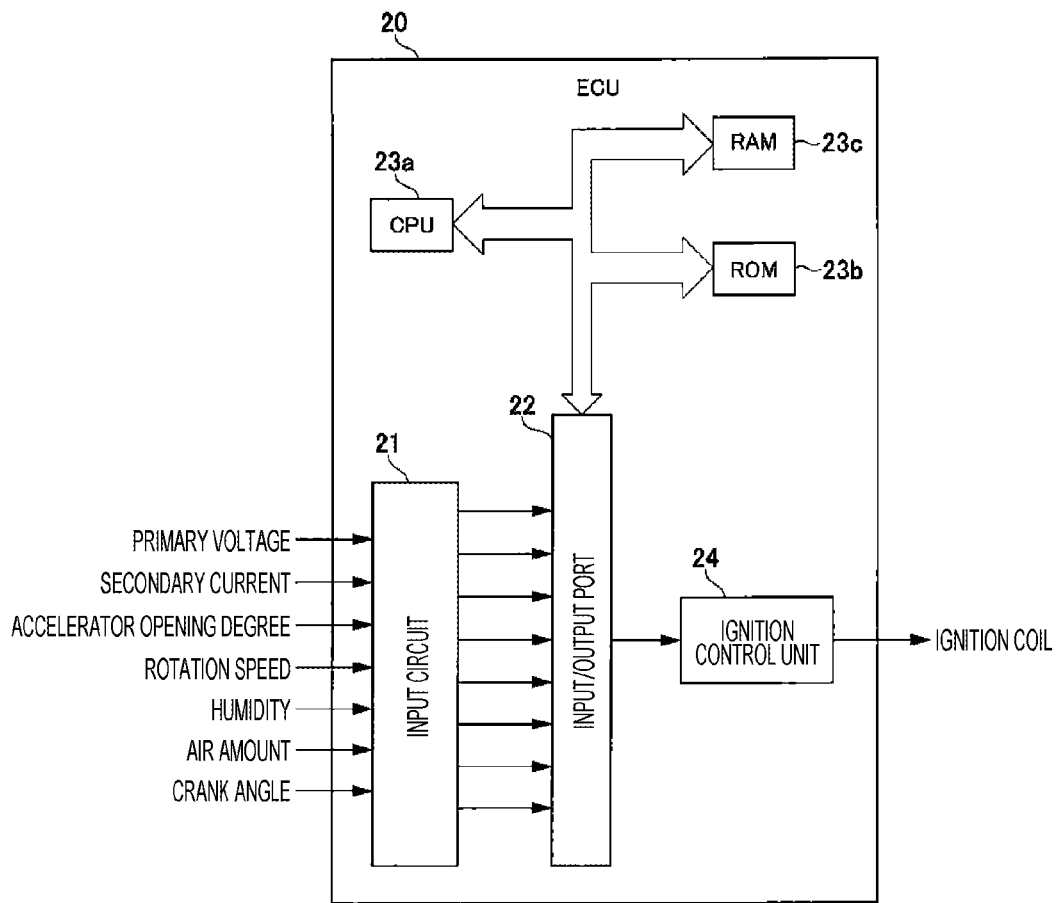 20
ECU
RAM
23c
23a
CPU
ROM
23b
22
21
PRIMARY VOLTAGE
SECONDARY CURRENT
ACCELERATOR OPENING DEGREE
ROTATION SPEED
HUMIDITY
AIR AMOUNT
CRANK ANGLE
INPUT CIRCUIT
INPUT/OUTPUT PORT
24
IGNITION
CONTROL UNIT
IGNITION COIL